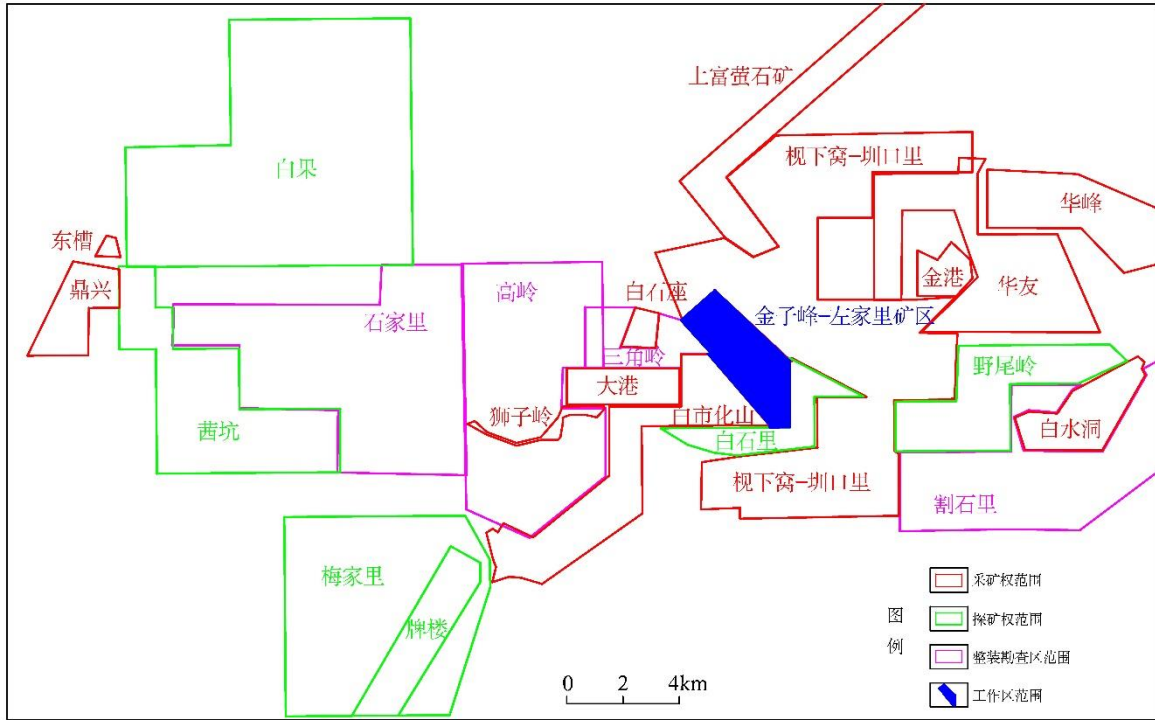 上富萤石矿
枧下窝-圳口里
白果
华峰
东槽
鼎兴
高岭
白石座
金港
华友
石家里
金子峰-左家里矿区
三角岭
野尾岭
大港
茜坑
狮子岭
白市化山
白石里
白水洞
枧下窝-圳口里
割石里
梅家里
牌楼
图
例
采矿权范围
探矿权范围
整装勘查区范围
工作区范围
0 2 4km